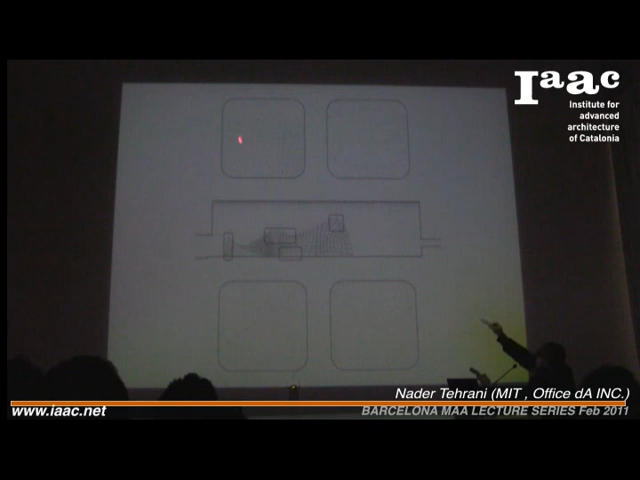 Iaac
Institute for
advanced
architecture
of Catalonia
Nader Tehrani (MIT , Office dA INC.)
www.iaac.net
BARCELONA MAA LECTURE SERIES Feb 2011